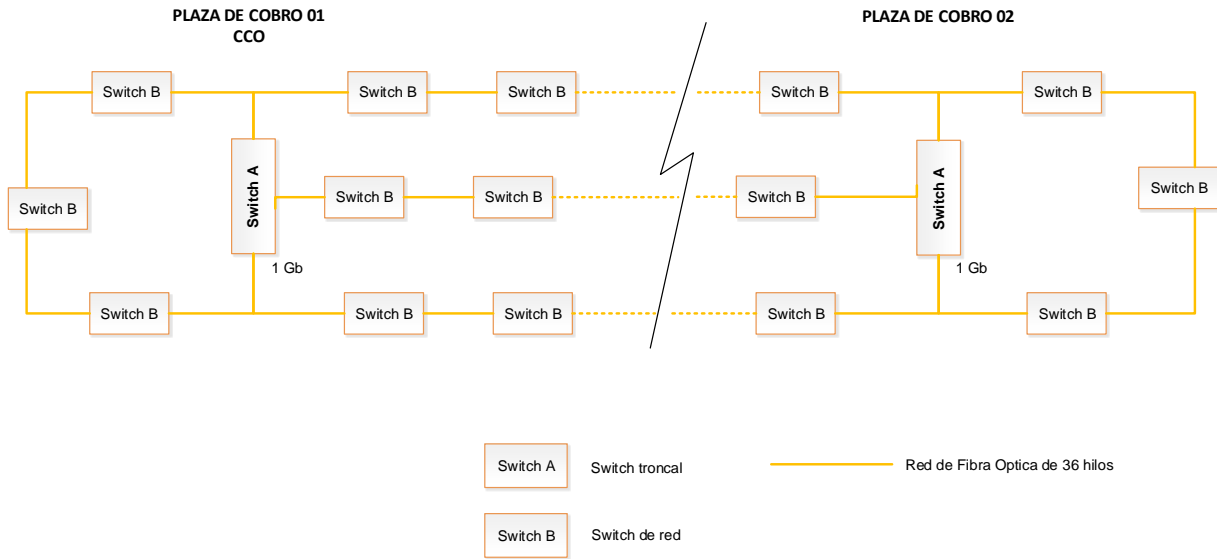 PLAZA DE COBRO 01
CCO
PLAZA DE COBRO 02
Switch B
Switch B
Switch B
Switch B
Switch B
Switch A
Switch A
Switch B
Switch B
Switch B
Switch B
Switch B
1 Gb
1 Gb
Switch B
Switch B
Switch B
Switch B
Switch B
Switch A
Switch troncal
Red de Fibra Optica de 36 hilos
Switch B
Switch de red